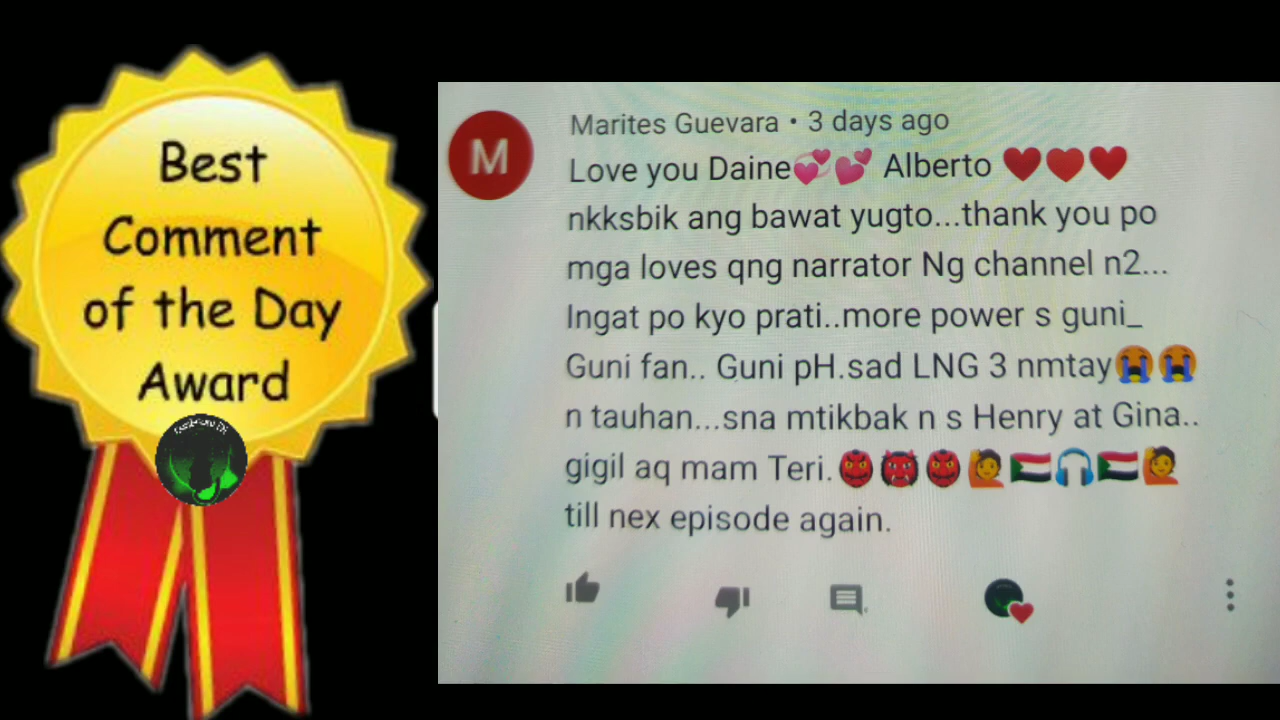 Best
Comment
of the Day
Award
M
Marites Guevara • 3 days ago
Love you Daine💞💕 Alberto ❤️❤️❤️
nkksbik ang bawat yugto...thank you po
mga loves qng narrator Ng channel n2...
Ingat po kyo prati..more power s guni_
Guni fan.. Guni pH.sad LNG 3 nmtay😭😭
n tauhan...sna mtikbak n s Henry at Gina..
gigil aq mam Teri.👹👹👹🙋🇸🇩🎧🇸🇩🙋
till nex episode again.